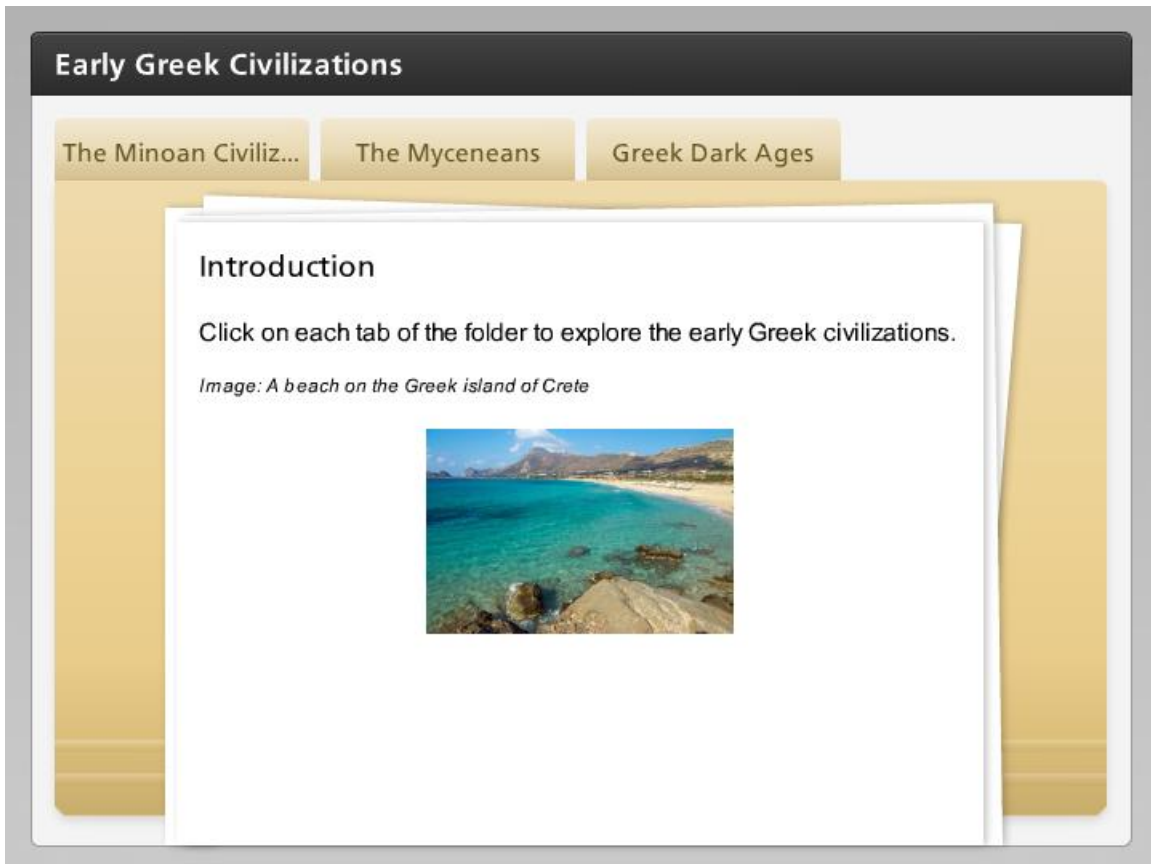 Early Greek Civilizations
The Minoan Civiliz...
The Myceneans
Greek Dark Ages
Introduction
Click on each tab of the folder to explore the early Greek civilizations.
Image: A beach on the Greek island of Crete